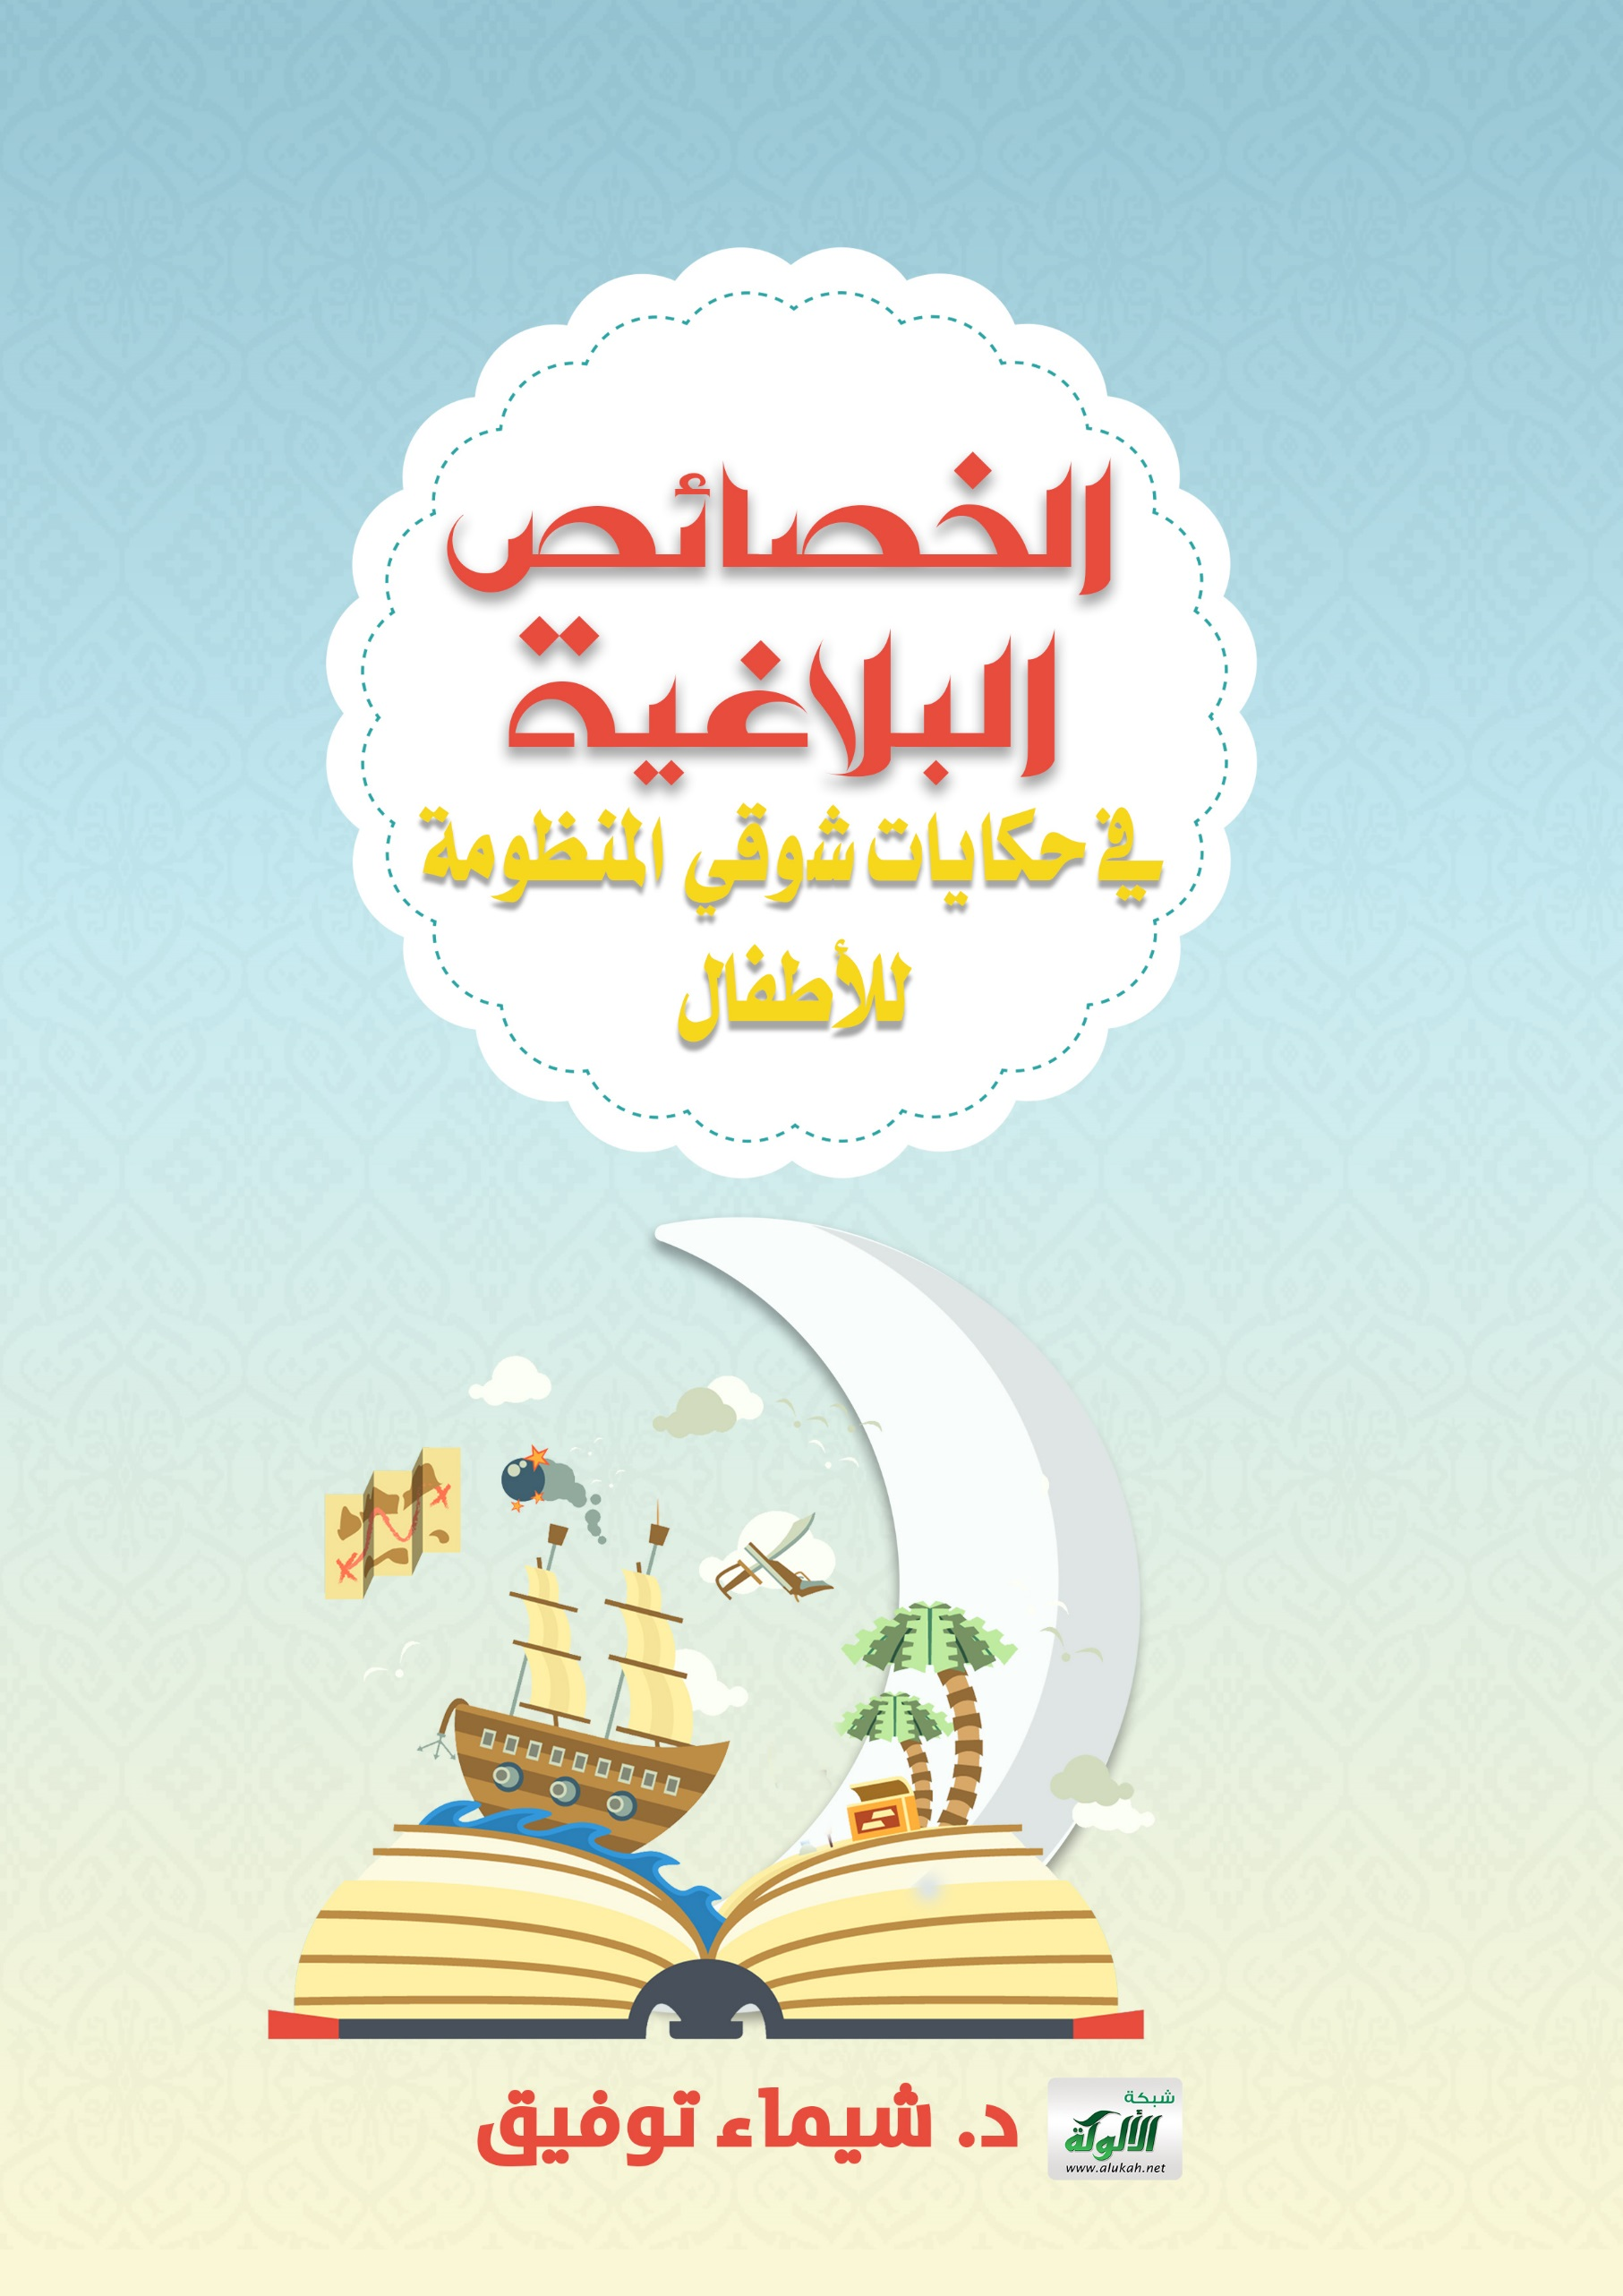 الخصائص
البلاغية
في حكايات شوقي المنظومة
للأطفال
د. شيماء توفيق
شبكة
الألوكة
www.alukah.net